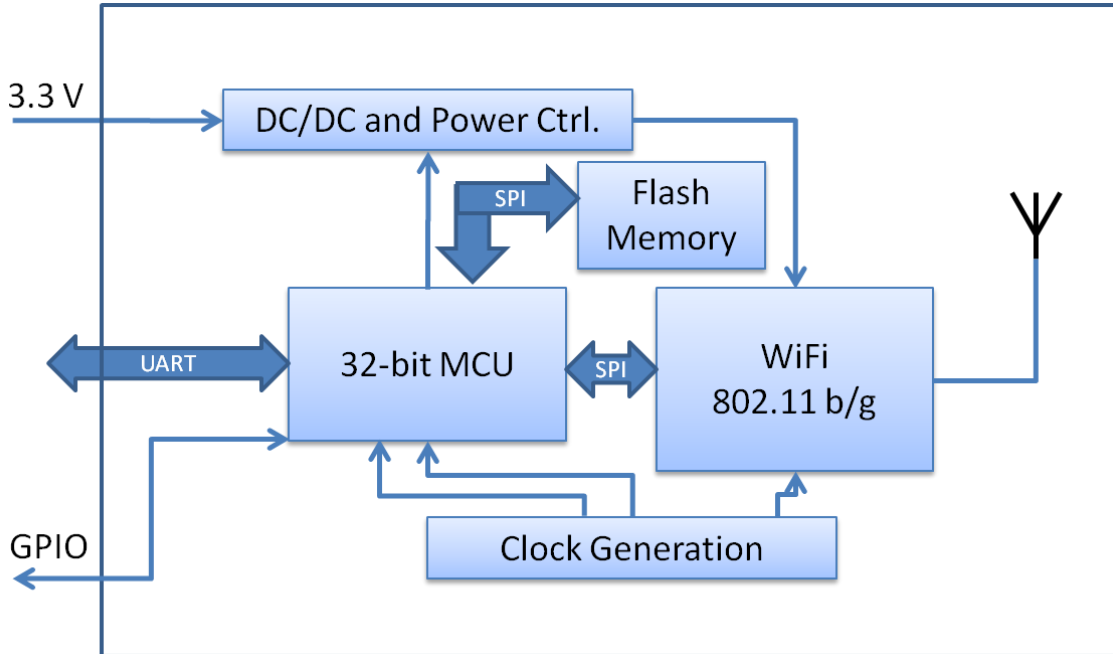 3.3 V
DC/DC and Power Ctrl.
SPI
Flash
Memory
UART
32-bit MCU
SPI
WiFi
802.11 b/g
GPIO
Clock Generation